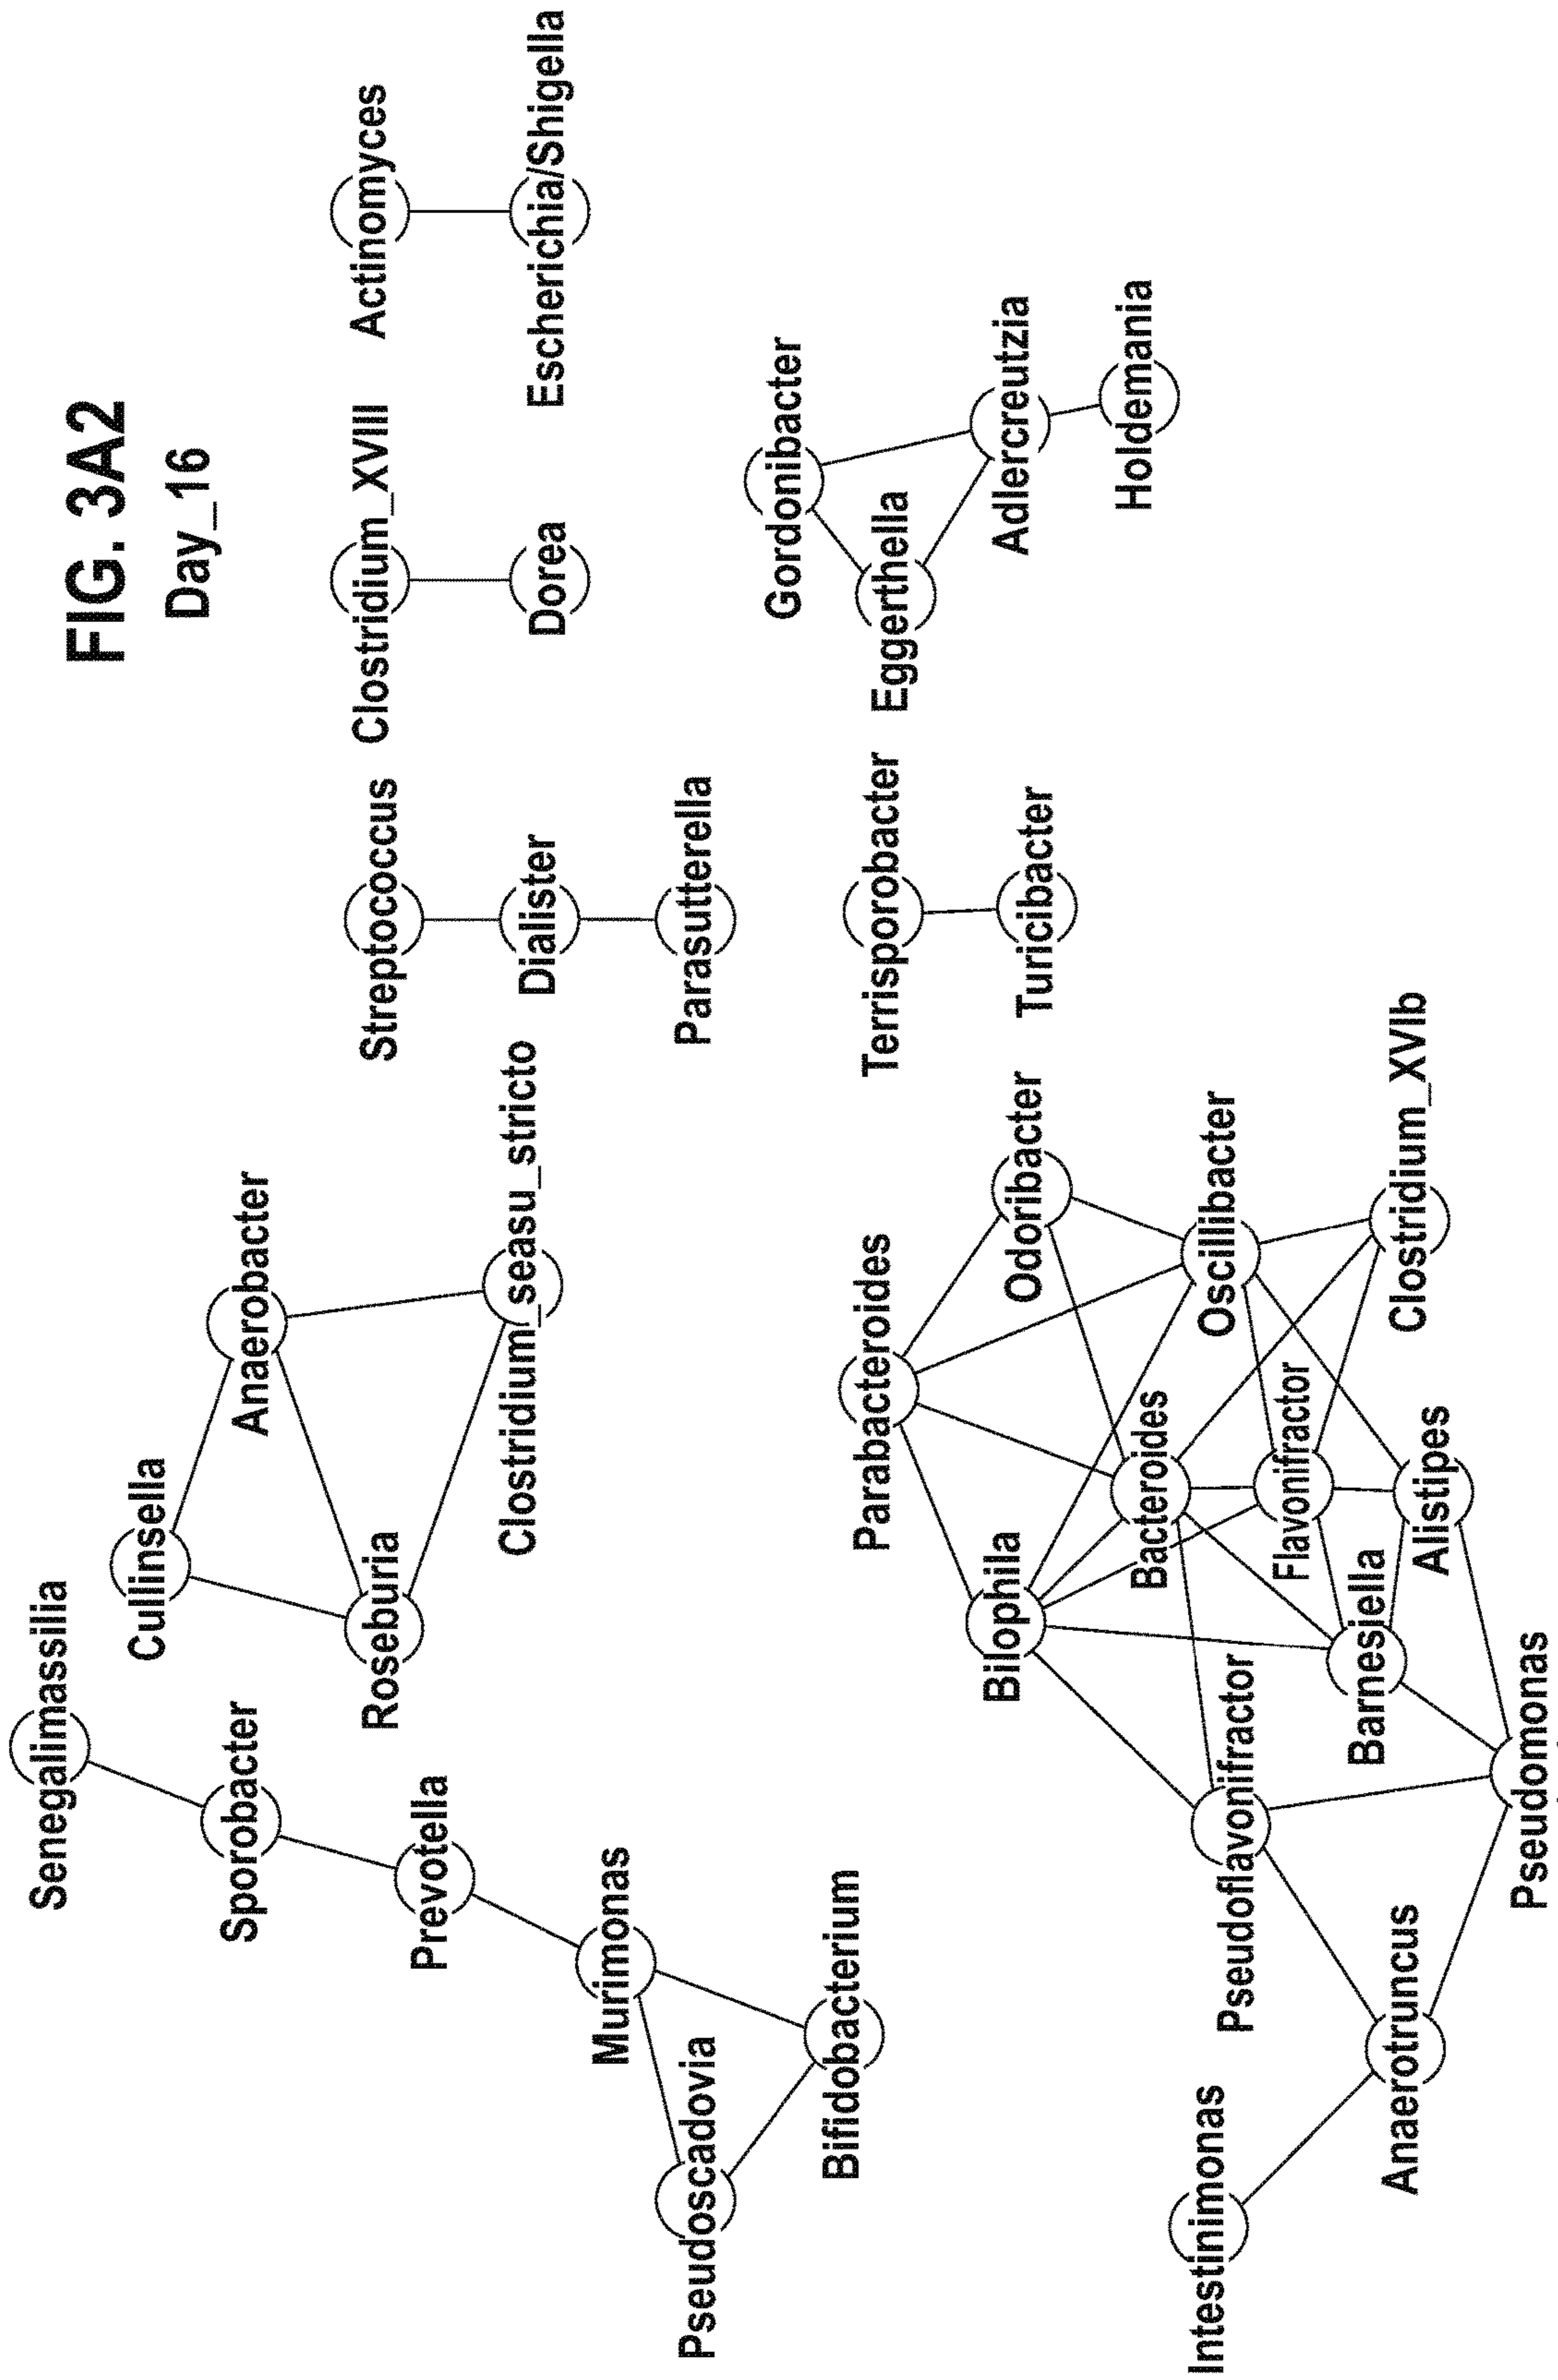 FIG. 3A2
Day_16
Senegalimassilia
Cullinsella
Anaerobacter
Sporobacter
Roseburia
Streptococcus
Clostridium_XVIII
Actinomyces
Prevotella
Clostridium_seasu_stricto
Dialister
Dorea
Escherichia/Shigella
Murimonas
Pseudoscadovia
Parasutterella
Gordonibacter
Bifidobacterium
Parabacteroides
Terrisporobacter
Eggerthella
Bilophila
Odoribacter
Turicibacter
Adlercreutzia
Bacteroides
Holdemania
Intestinimonas
Pseudoflavonifractor
Oscillibacter
Flavonifractor
Barnesiella
Anaerotruncus
Alistipes
Clostridium_XVIb
Pseudomonas